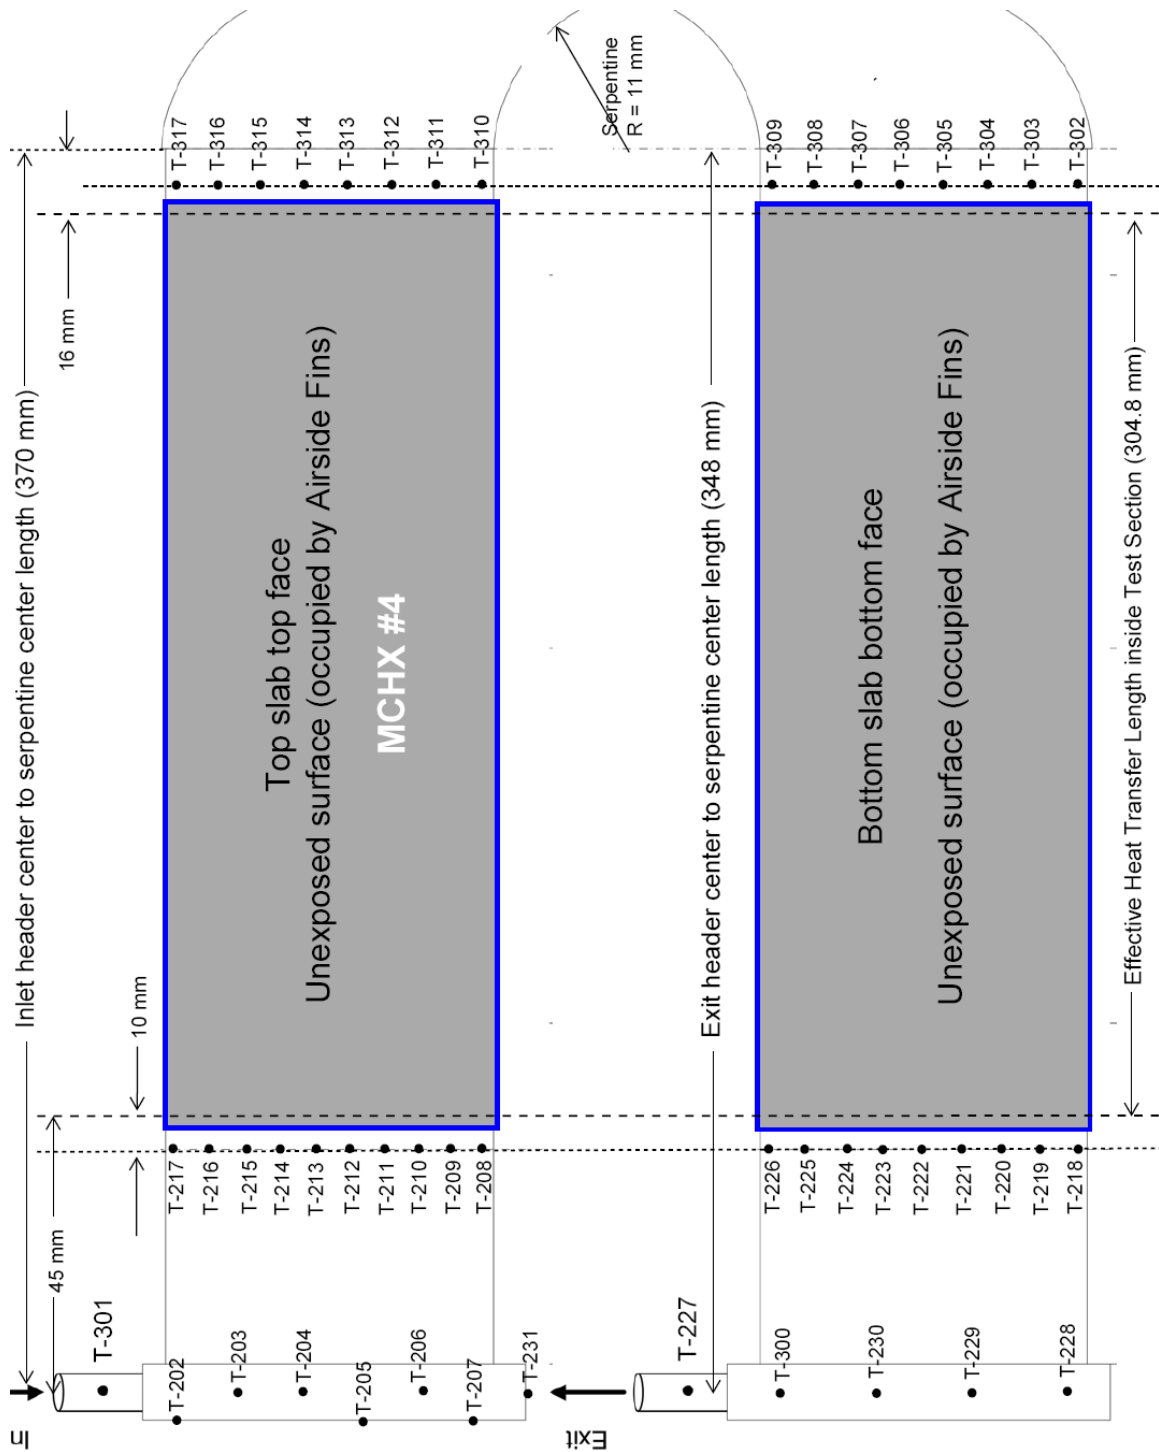 Inlet header center to serpentine center length (370 mm)
16 mm
10 mm
45 mm
T-317
T-316
T-315
T-314
T-313
T-312
T-311
T-310
Top slab top face
Unexposed surface (occupied by Airside Fins)
MCHX #4
T-217
T-216
T-215
T-214
T-213
T-212
T-211
T-210
T-209
T-208
In
T-301
T-202
T-203
T-204
T-205
T-206
T-207
T-231
Serpentine
R = 11 mm
Exit header center to serpentine center length (348 mm)
T-309
T-308
T-307
T-306
T-305
T-304
T-303
T-302
Bottom slab bottom face
Unexposed surface (occupied by Airside Fins)
Effective Heat Transfer Length inside Test Section (304.8 mm)
T-226
T-225
T-224
T-223
T-222
T-221
T-220
T-219
T-218
Exit
T-227
T-300
T-230
T-229
T-228